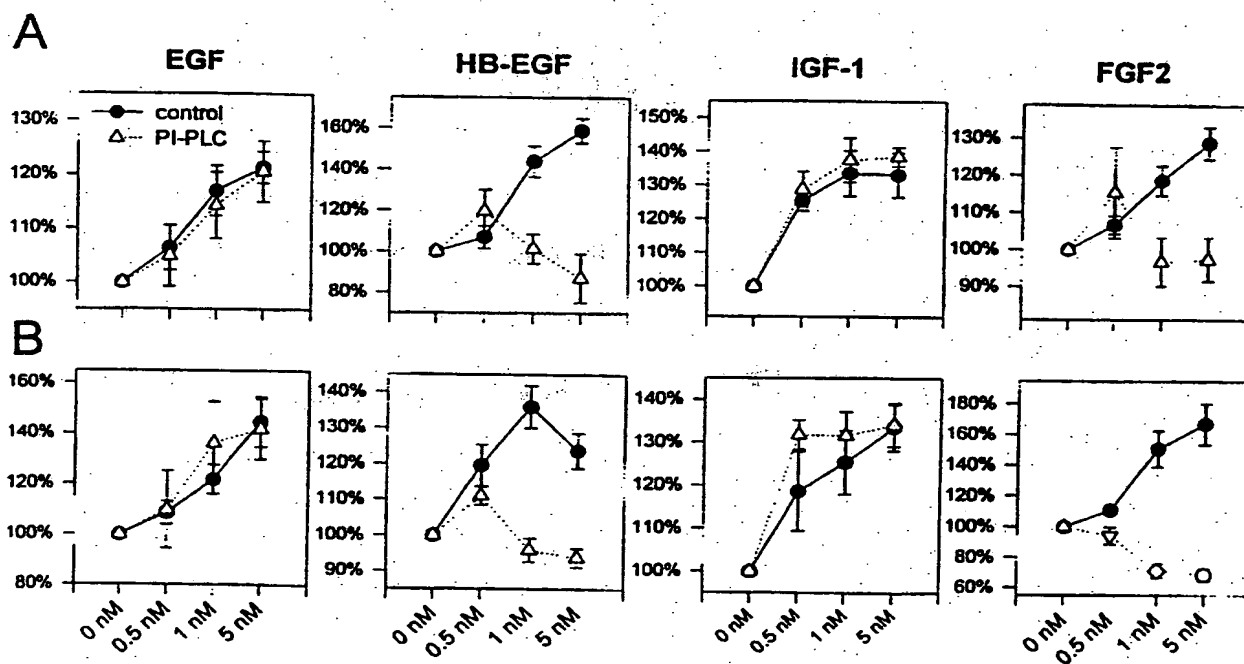 A
EGF
HB-EGF
IGF-1
FGF2
control
PI-PLC
130%
120%
110%
100%
160%
140%
120%
100%
80%
150%
140%
130%
120%
110%
100%
130%
120%
110%
100%
90%
B
160%
140%
120%
100%
80%
140%
130%
120%
110%
100%
90%
140%
130%
120%
110%
100%
180%
160%
140%
120%
100%
80%
60%
0 nM
0.5 nM
1 nM
5 nM
0 nM
0.5 nM
1 nM
5 nM
0 nM
0.5 nM
1 nM
5 nM
0 nM
0.5 nM
1 nM
5 nM